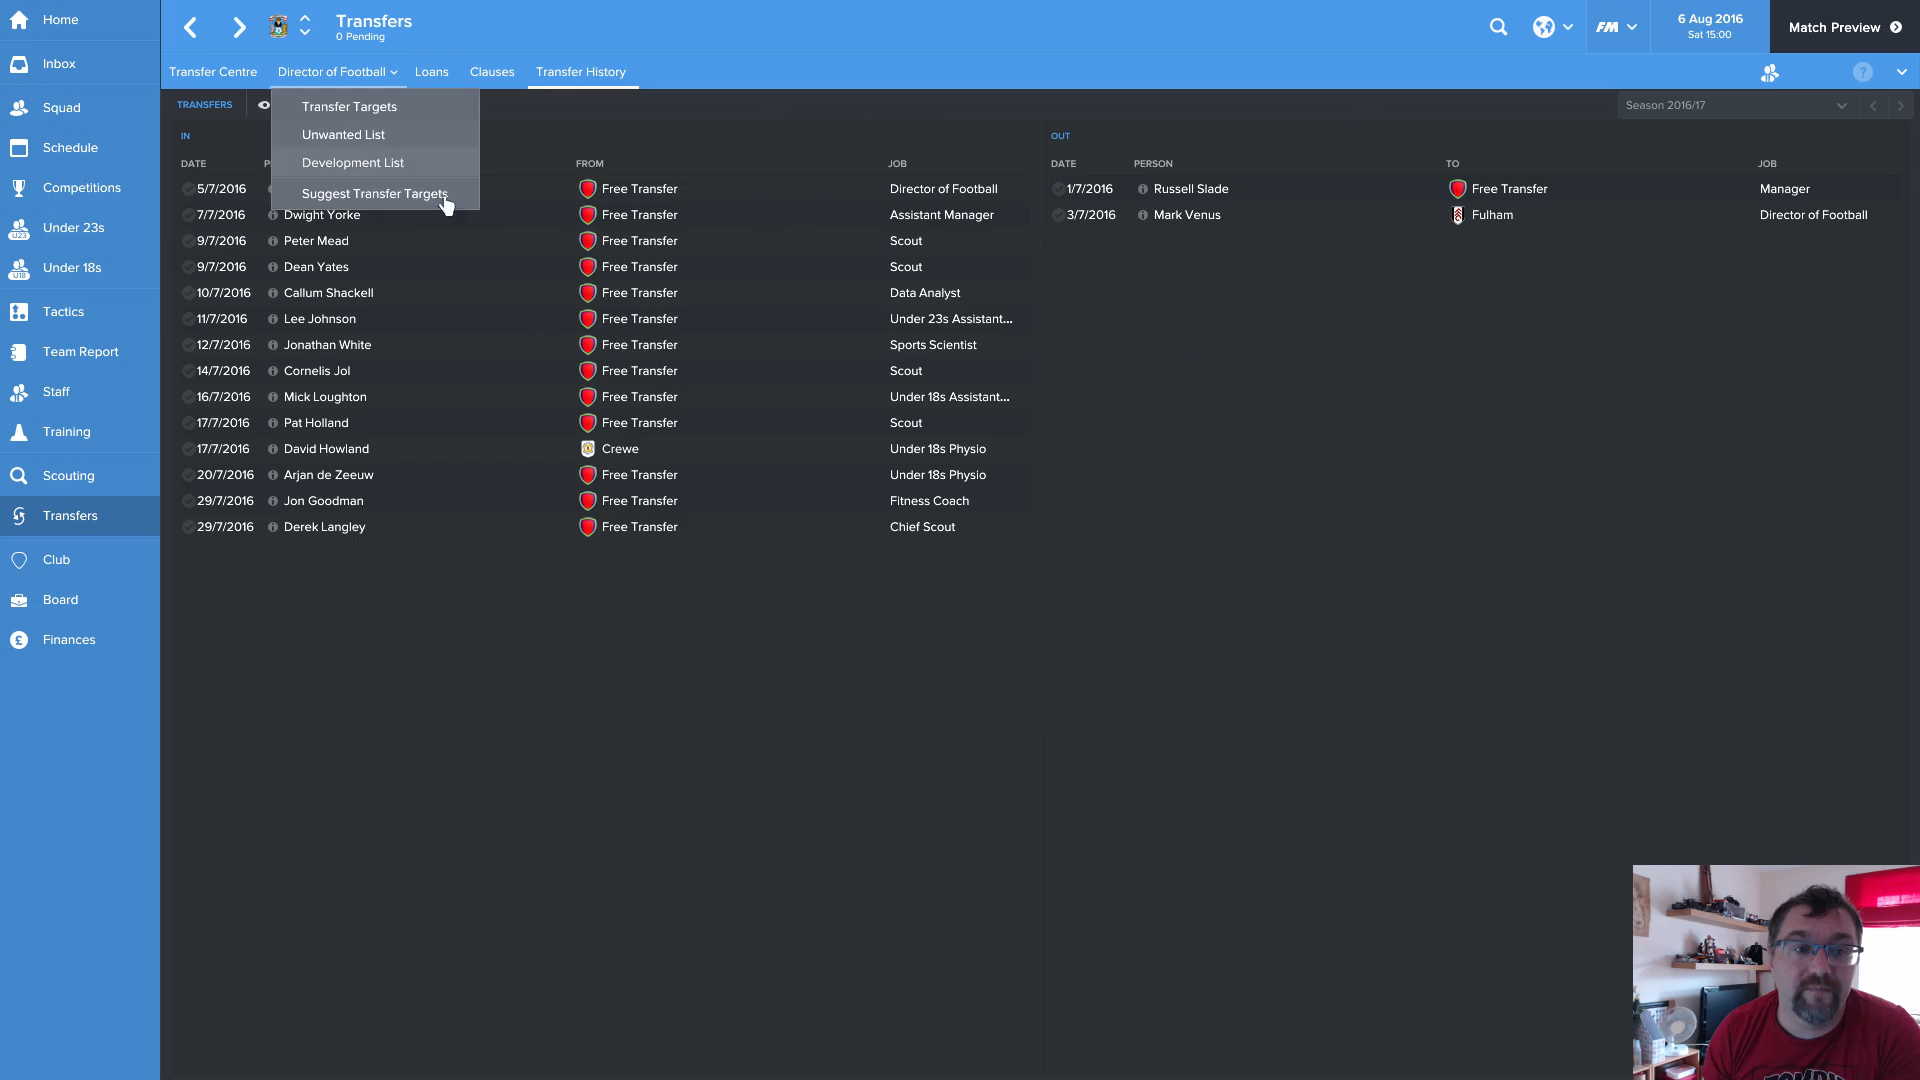 Home
Inbox
Squad
Schedule
Competitions
Under 23s
Under 18s
Tactics
Team Report
Staff
Training
Scouting
Transfers
Club
Board
Finances
Transfers
0 Pending
FM
6 Aug 2016
Sat 15:00
Match Preview
Transfer Centre Director of Football Loans Clauses Transfer History
Transfer Targets
Unwanted List
Development List
Suggest Transfer Targets
TRANSFERS
Season 2016/17
IN
DATE FROM JOB
5/7/2016 Free Transfer Director of Football
7/7/2016 Dwight Yorke Free Transfer Assistant Manager
9/7/2016 Peter Mead Free Transfer Scout
9/7/2016 Dean Yates Free Transfer Scout
10/7/2016 Callum Shackell Free Transfer Data Analyst
11/7/2016 Lee Johnson Free Transfer Under 23s Assistant...
12/7/2016 Jonathan White Free Transfer Sports Scientist
14/7/2016 Cornelis Jol Free Transfer Scout
16/7/2016 Mick Loughton Free Transfer Under 18s Assistant...
17/7/2016 Pat Holland Free Transfer Scout
17/7/2016 David Howland Crewe Under 18s Physio
20/7/2016 Arjan de Zeeuw Free Transfer Under 18s Physio
29/7/2016 Jon Goodman Free Transfer Fitness Coach
29/7/2016 Derek Langley Free Transfer Chief Scout
OUT
DATE PERSON TO JOB
1/7/2016 Russell Slade Free Transfer Manager
3/7/2016 Mark Venus Fulham Director of Football